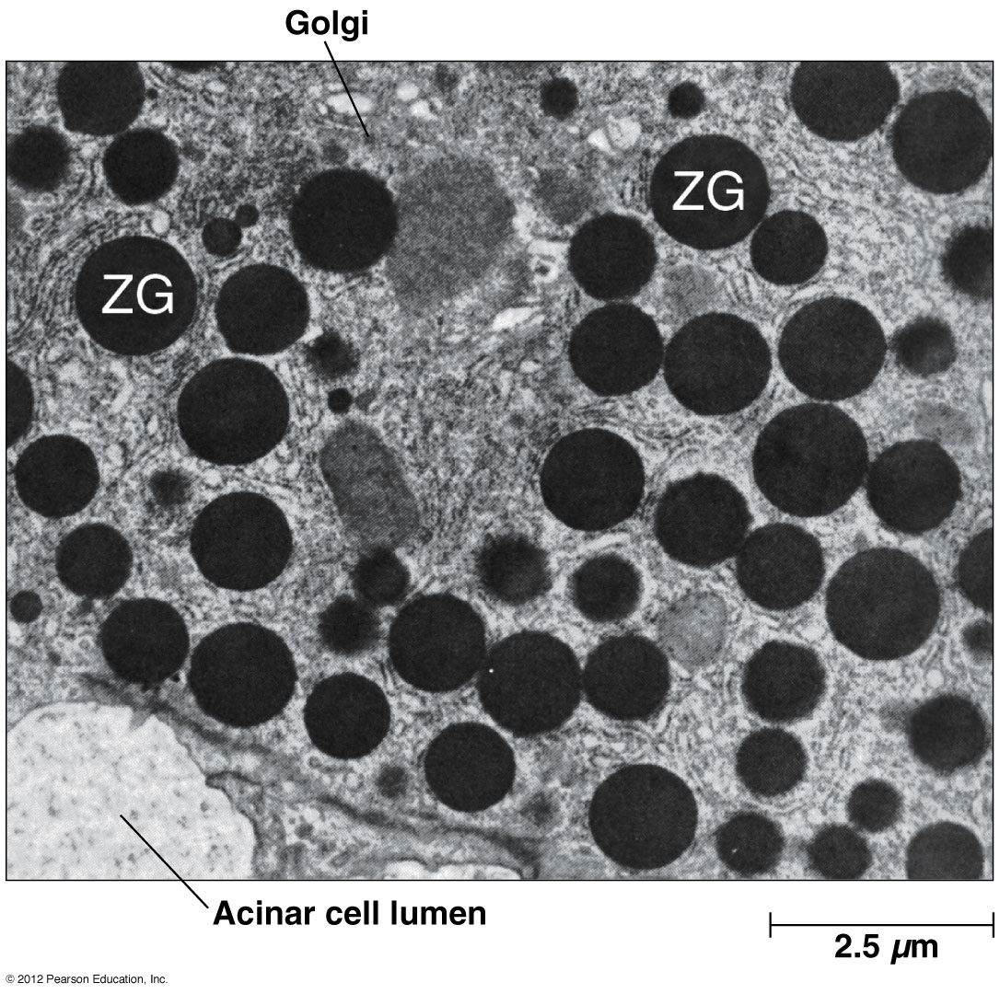 Golgi
ZG
ZG
Acinar cell lumen
2.5 µm
© 2012 Pearson Education, Inc.